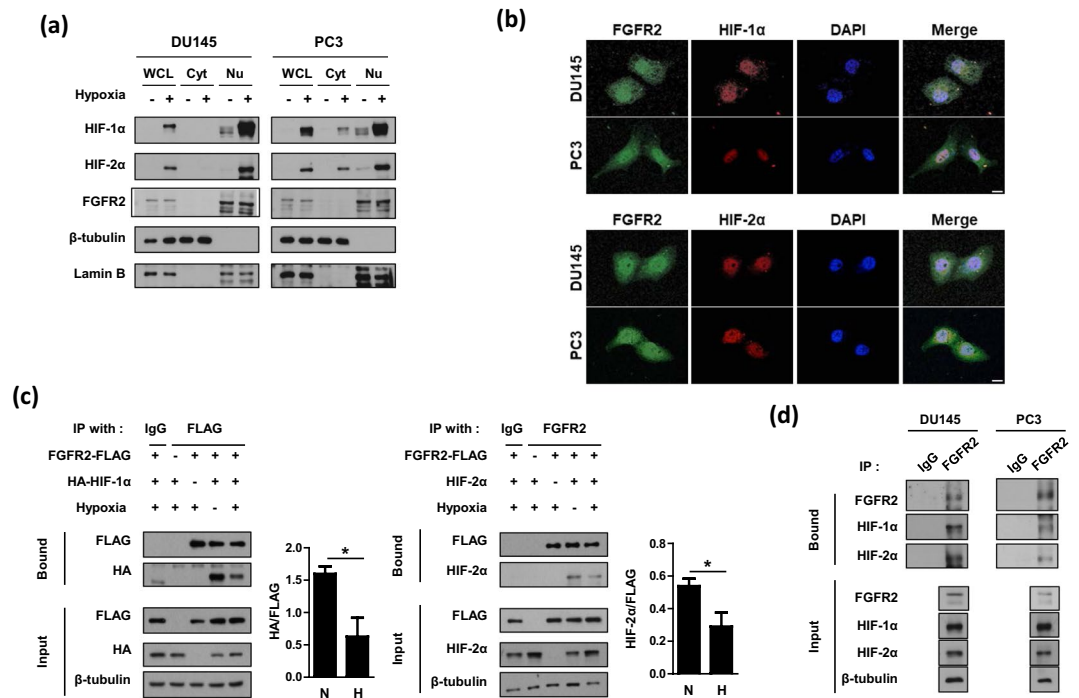 (a)
DU145 PC3
WCL Cyt Nu WCL Cyt Nu
Hypoxia - + - + - + - + - + - +
HIF-1α
HIF-2α
FGFR2
β-tubulin
Lamin B
(b)
FGFR2 HIF-1α DAPI Merge
DU145
PC3
FGFR2 HIF-2α DAPI Merge
DU145
PC3
(c)
IP with : IgG FLAG
FGFR2-FLAG + - + + +
HA-HIF-1α + + - + +
Hypoxia + + + - +
Bound
FLAG
HA
Input
FLAG
HA
β-tubulin
HA/FLAG
2.0
1.5
1.0
0.5
0.0
*
N H
IP with : IgG FGFR2
FGFR2-FLAG + - + + +
HIF-2α + + - + +
Hypoxia + + + - +
Bound
FLAG
HIF-2α
Input
FLAG
HIF-2α
β-tubulin
HIF-2α/FLAG
0.8
0.6
0.4
0.2
0.0
*
N H
(d)
DU145 PC3
IP : IgG FGFR2 IgG FGFR2
Bound
FGFR2
HIF-1α
HIF-2α
Input
FGFR2
HIF-1α
HIF-2α
β-tubulin